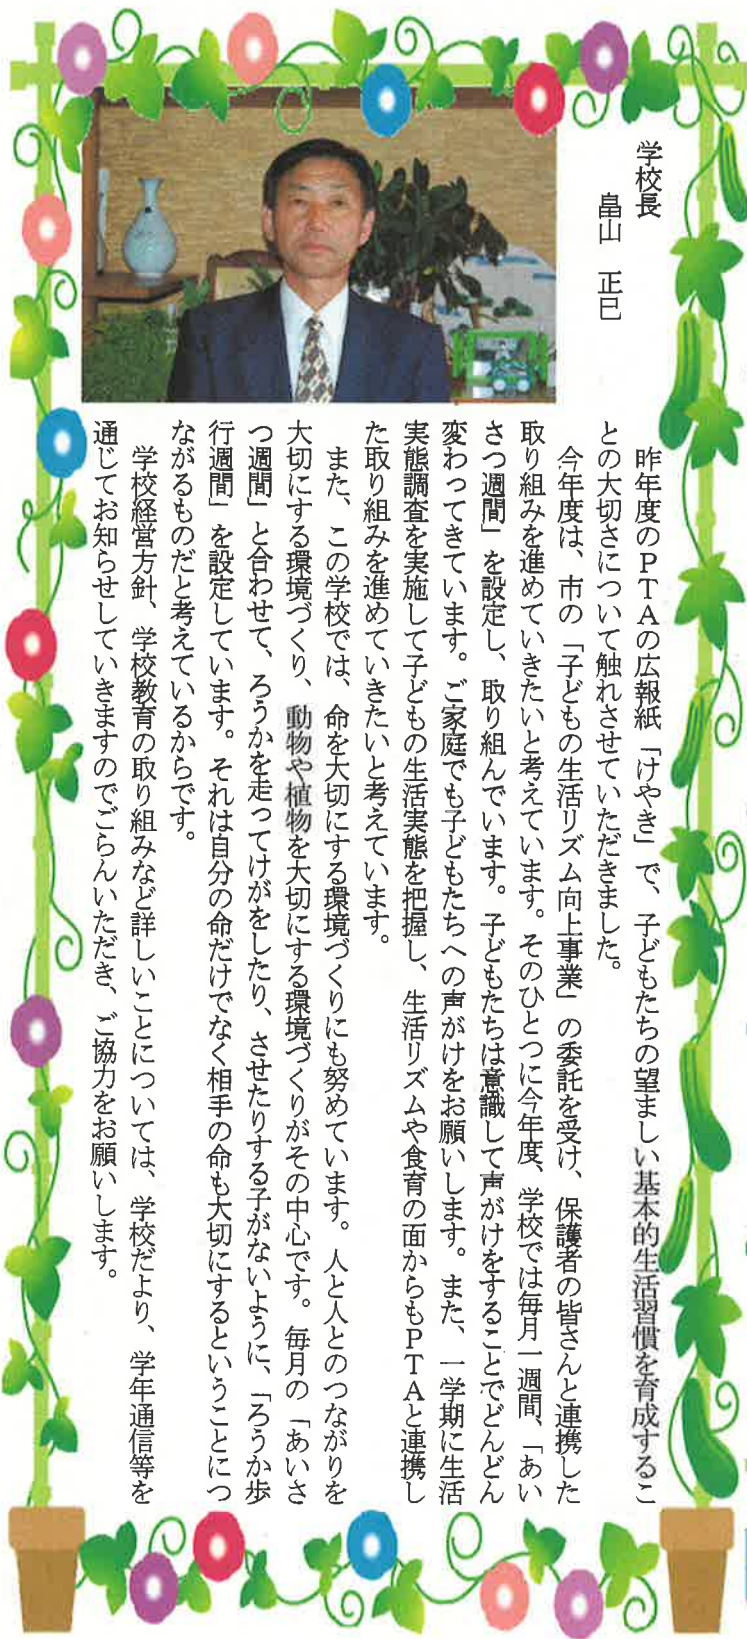 学校長
畠山 正巳
昨年度のPTAの広報紙「けやき」で、子どもたちの望ましい基本的生活習慣を育成するこ
との大切さについて触れさせていただきました。
今年度は、市の「子どもの生活リズム向上事業」の委託を受け、保護者の皆さんと連携した
取り組みを進めていきたいと考えています。そのひとつに今年度、学校では毎月一週間、「あい
さつ週間」を設定し、取り組んでいます。子どもたちは意識して声がけをすることでどんどん
変わってきています。ご家庭でも子どもたちへの声がけをお願いします。また、一学期に生活
実態調査を実施して子どもの生活実態を把握し、生活リズムや食育の面からもPTAと連携し
た取り組みを進めていきたいと考えています。
また、この学校では、命を大切にする環境づくりにも努めています。人と人とのつながりを
大切にする環境づくり、動物や植物を大切にする環境づくりがその中心です。毎月の「あいさ
つ週間」と合わせて、ろうかを走ってけがをしたり、させたりする子がないように、「ろうか歩
行週間」を設定しています。それは自分の命だけでなく相手の命も大切にするということにつ
ながるものだと考えているからです。
学校経営方針、学校教育の取り組みなど詳しいことについては、学校だより、学年通信等を
通じてお知らせしていきますのでごらんいただき、ご協力をお願いします。